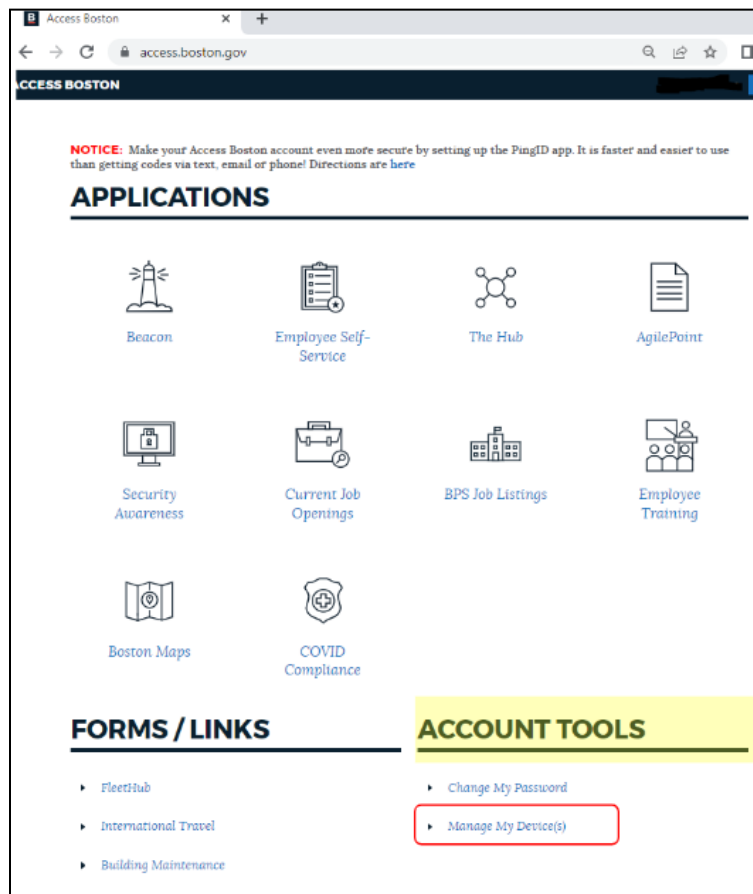 B Access Boston
access.boston.gov
ACCESS BOSTON
NOTICE: Make your Access Boston account even more secure by setting up the PingID app. It is faster and easier to use
than getting codes via text, email or phone! Directions are here
APPLICATIONS
Beacon
Employee Self-
Service
The Hub
AgilePoint
Security
Awareness
Current Job
Openings
BPS Job Listings
Employee
Training
Boston Maps
COVID
Compliance
FORMS / LINKS
FleetHub
International Travel
Building Maintenance
ACCOUNT TOOLS
Change My Password
Manage My Device(s)